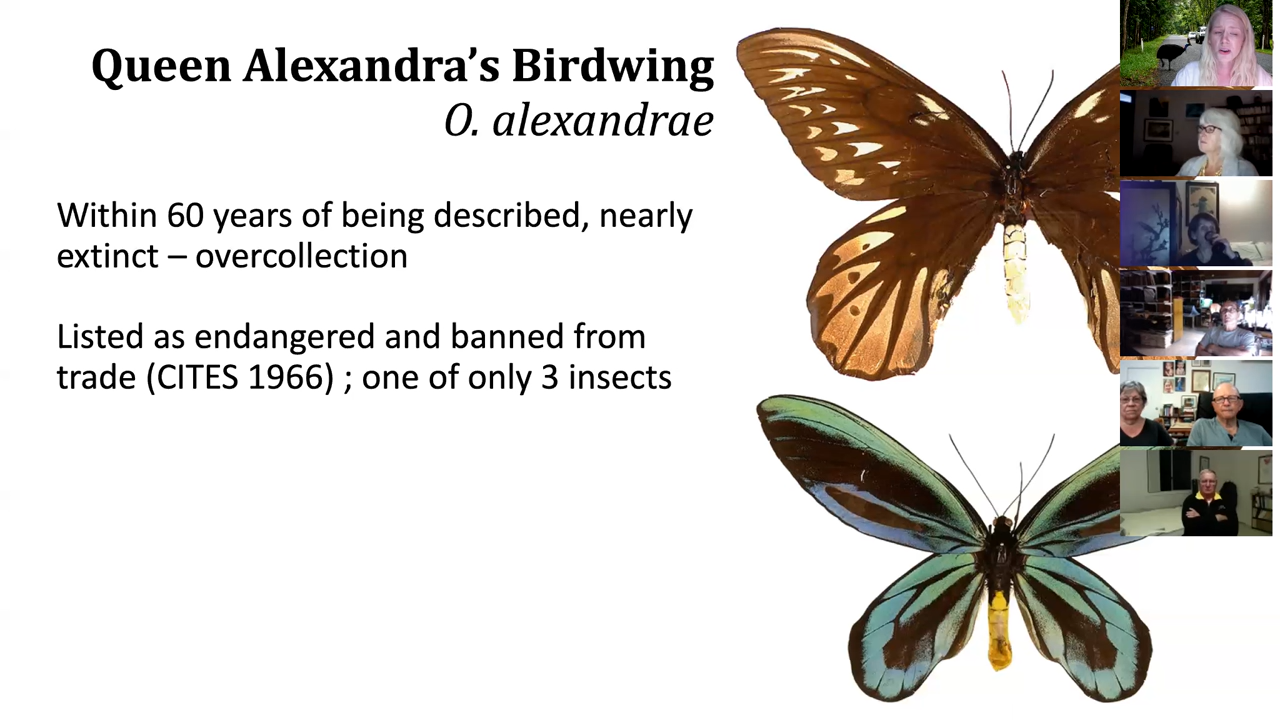 Queen Alexandra’s Birdwing
O. alexandrae
Within 60 years of being described, nearly
extinct – overcollection
Listed as endangered and banned from
trade (CITES 1966) ; one of only 3 insects